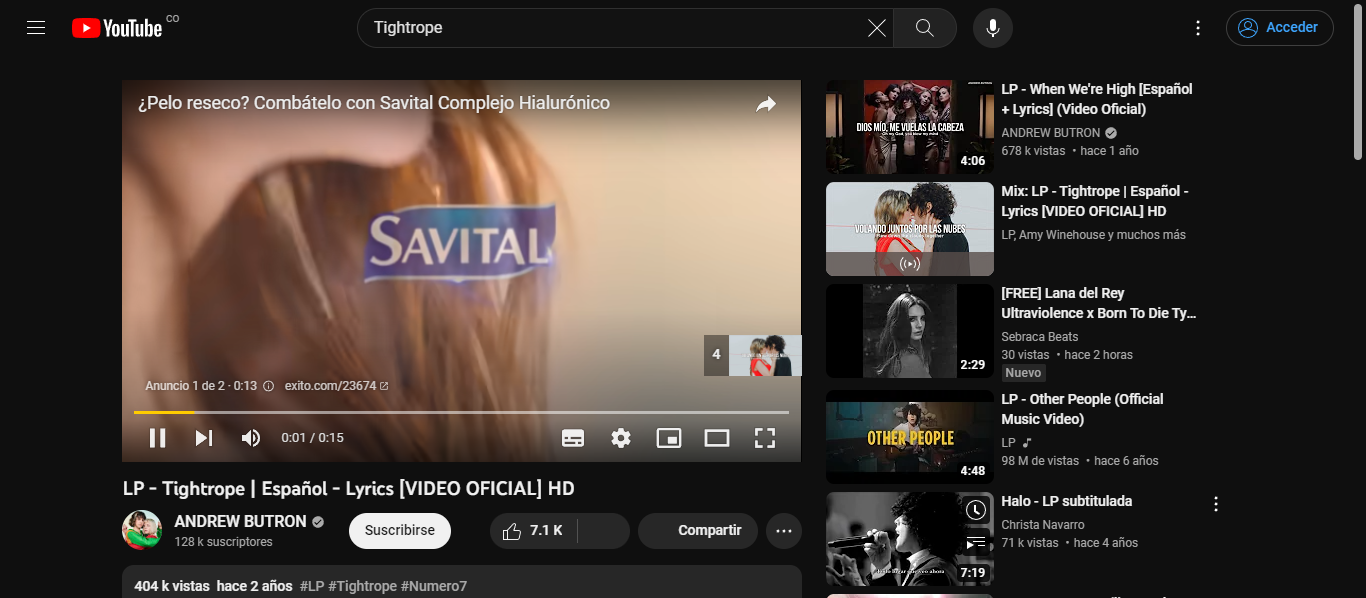 YouTube CO
Tightrope
Acceder
¿Pelo reseco? Combátelo con Savital Complejo Hialurónico
SAVITAL
4
Anuncio 1 de 2 · 0:13
exito.com/23674
0:01 / 0:15
LP - Tightrope | Español - Lyrics [VIDEO OFICIAL] HD
ANDREW BUTRON
128 k suscriptores
Suscribirse
7.1 K
Compartir
404 k vistas hace 2 años #LP #Tightrope #Numero7
DIOS MÍO, ME VUELAS LA CABEZA
Oh my God, you blow my mind
4:06
LP - When We're High [Español
+ Lyrics] (Video Oficial)
ANDREW BUTRON
678 k vistas • hace 1 año
VOLANDO JUNTOS POR LAS NUBES
Mix: LP - Tightrope | Español -
Lyrics [VIDEO OFICIAL] HD
LP, Amy Winehouse y muchos más
2:29
[FREE] Lana del Rey
Ultraviolence x Born To Die Ty...
Sebraca Beats
30 vistas • hace 2 horas
Nuevo
OTHER PEOPLE
4:48
LP - Other People (Official
Music Video)
LP
98 M de vistas • hace 6 años
7:19
Halo - LP subtitulada
Christa Navarro
71 k vistas • hace 4 años